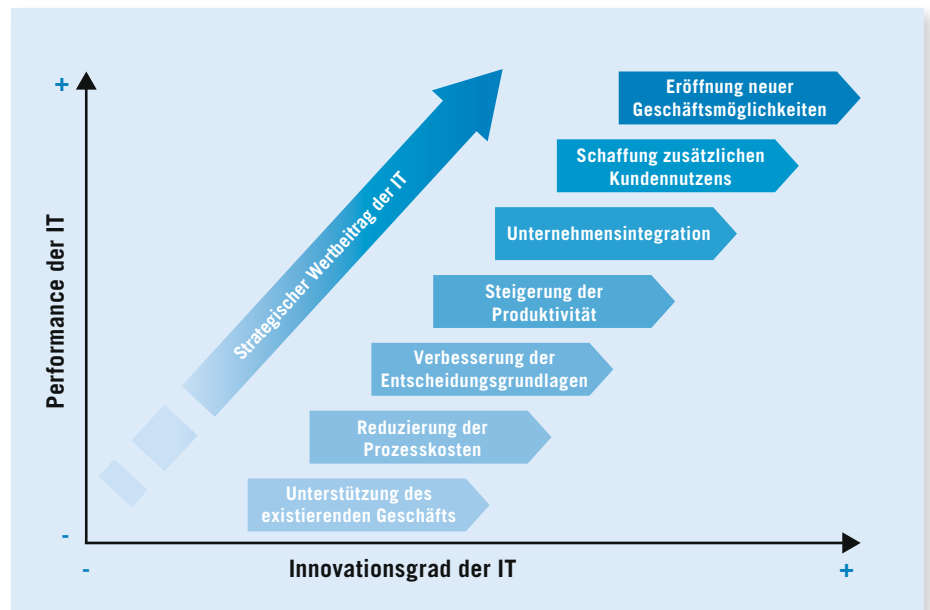 +
Eröffnung neuer
Geschäftsmöglichkeiten
Schaffung zusätzlichen
Kundennutzens
Unternehmensintegration
Steigerung der
Produktivität
Verbesserung der
Entscheidungsgrundlagen
Reduzierung der
Prozesskosten
Unterstützung des
existierenden Geschäfts
Strategischer Wertbeitrag der IT
Performance der IT
-
-
Innovationsgrad der IT
+